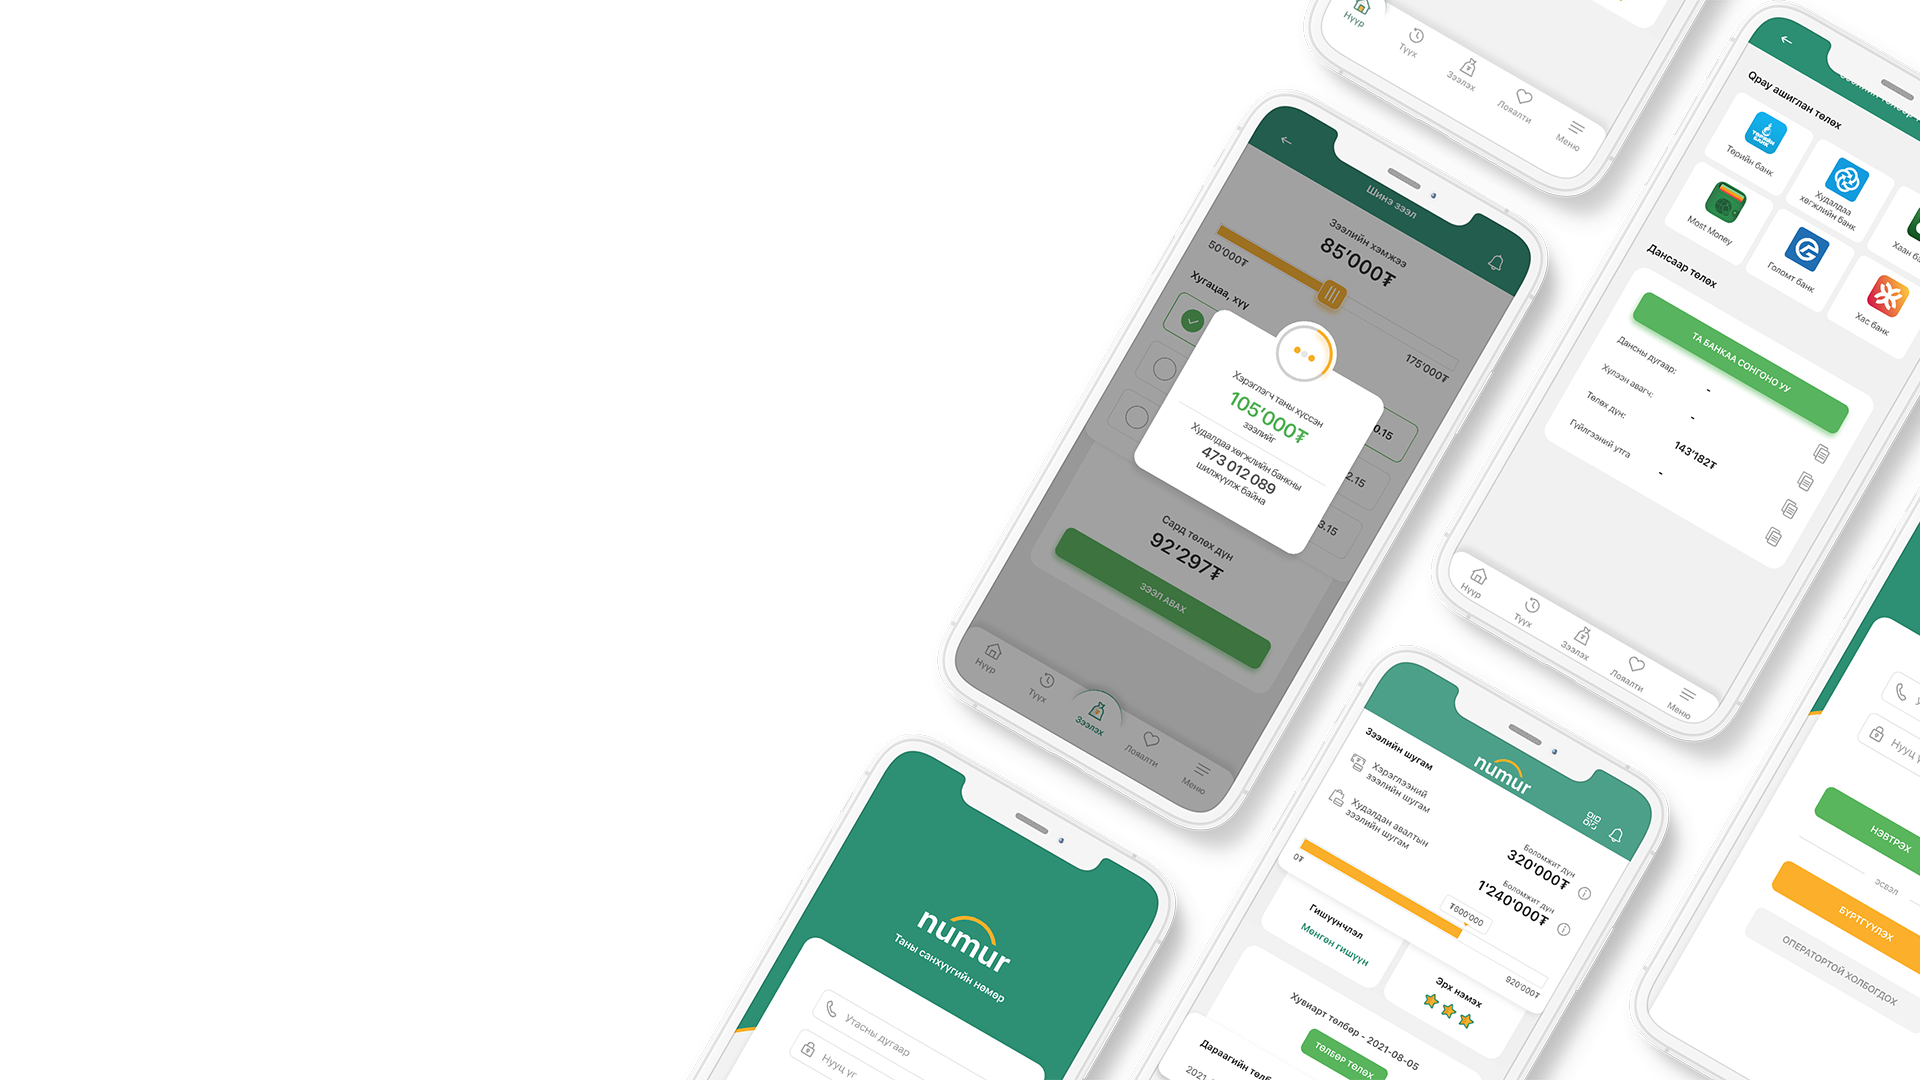 Нүүр
Түүх
Зээлэх
Лояалти
Меню
Шинэ зээл
Зээлийн хэмжээ
85'000₮
50'000₮
175'000₮
Хугацаа, хүү
0.15
2.15
3.15
Хэрэглэгч таны хүссэн
105'000₮
зээлийг
Худалдаа хөгжлийн банкны
473 012 089
шилжүүлж байна
Сард төлөх дүн
92'297₮
ЗЭЭЛ АВАХ
Нүүр
Түүх
Зээлэх
Лояалти
Меню
Qpay ашиглан төлөх
ТӨРИЙН
БАНК
Төрийн банк
Худалдаа
хөгжлийн банк
Хаан
Most Money
Голомт банк
Хас банк
Дансаар төлөх
ТА БАНКАА СОНГОНО УУ
Дансны дугаар:
-
Хүлээн авагч:
-
Төлөх дүн:
143'182₮
Гүйлгээний утга
-
Нүүр
Түүх
Зээлэх
Лояалти
Меню
numur
Таны санхүүгийн нөмөр
Утасны дугаар
Нууц үг
numur
Зээлийн шугам
Хэрэглээний
зээлийн шугам
Боломжит дүн
320'000₮
Худалдан авалтын
зээлийн шугам
Боломжит дүн
1'240'000₮
0₮
₮600'000
920'000₮
Гишүүнчлэл
Мөнгөн гишүүн
Эрх нэмэх
Хувиарт төлбөр - 2021-08-05
ТӨЛБӨР ТӨЛӨХ
Дараагийн
2021
Нууц
НЭВТРЭХ
ЭСВЭЛ
БҮРТГҮҮЛЭХ
ОПЕРАТОРТОЙ ХОЛБОГДОХ